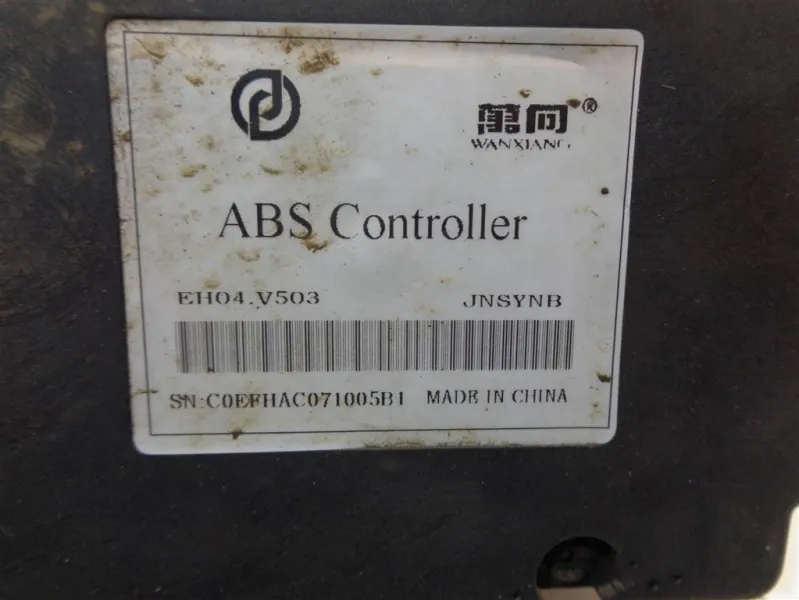 萬向®
WANXIANG
ABS Controller
EH04.V503 JNSYNB
SN:C0EFHAC071005B1 MADE IN CHINA